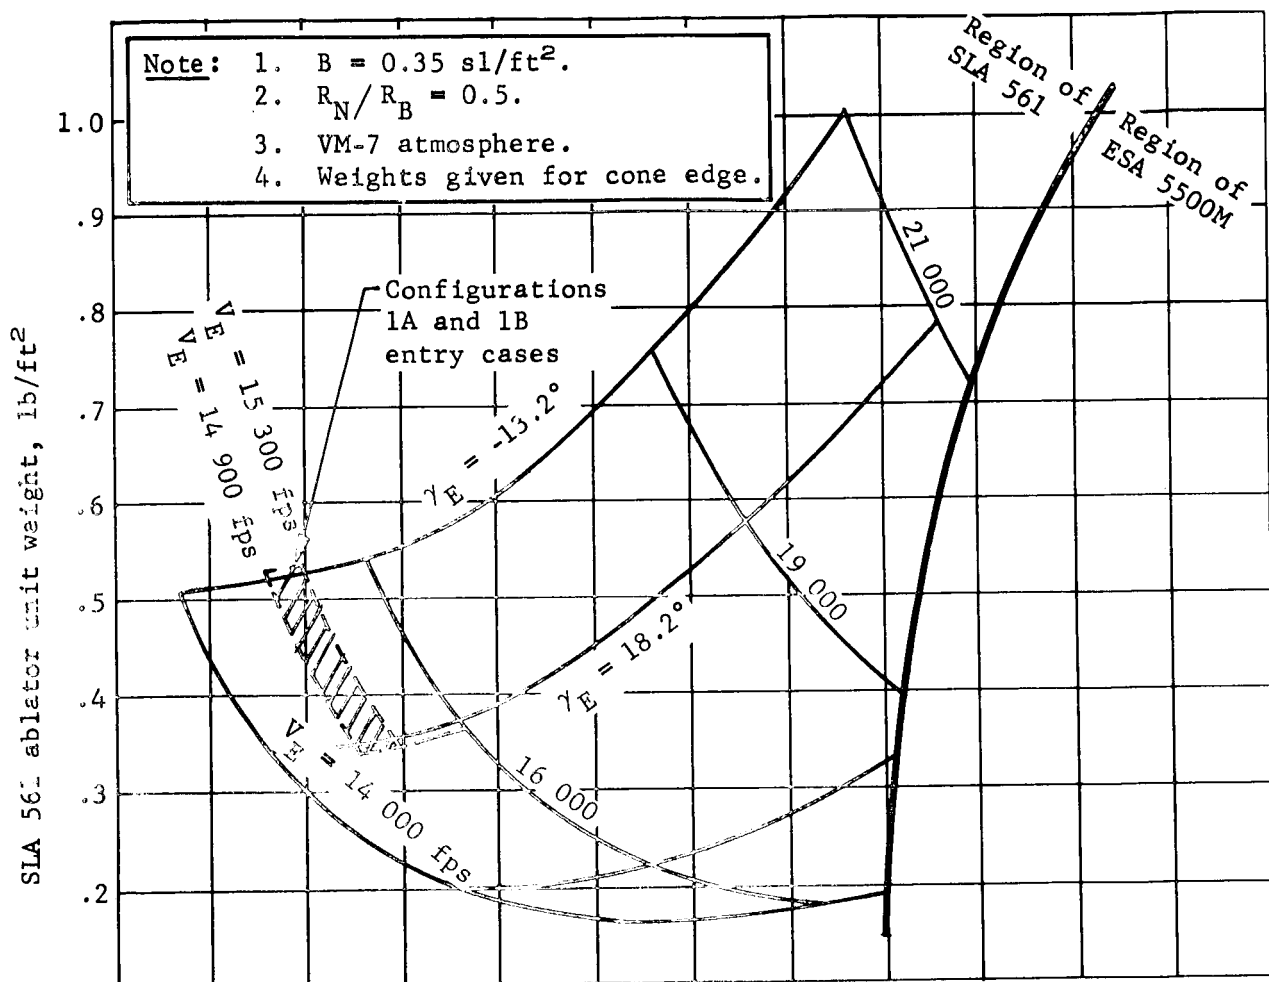 Note: 1. B = 0.35 sl/ft².
2. R_N/R_B = 0.5.
3. VM-7 atmosphere.
4. Weights given for cone edge.
Region of
SLA 561
Region of
ESA 5500M
1.0
.9
.8
.7
.6
.5
.4
.3
.2
SLA 561 ablator unit weight, lb/ft²
Configurations
1A and 1B
entry cases
V_E = 15 300 fps
V_E = 14 900 fps
γ_E = -13.2°
21 000
19 000
γ_E = 18.2°
16 000
V_E = 14 000 fps